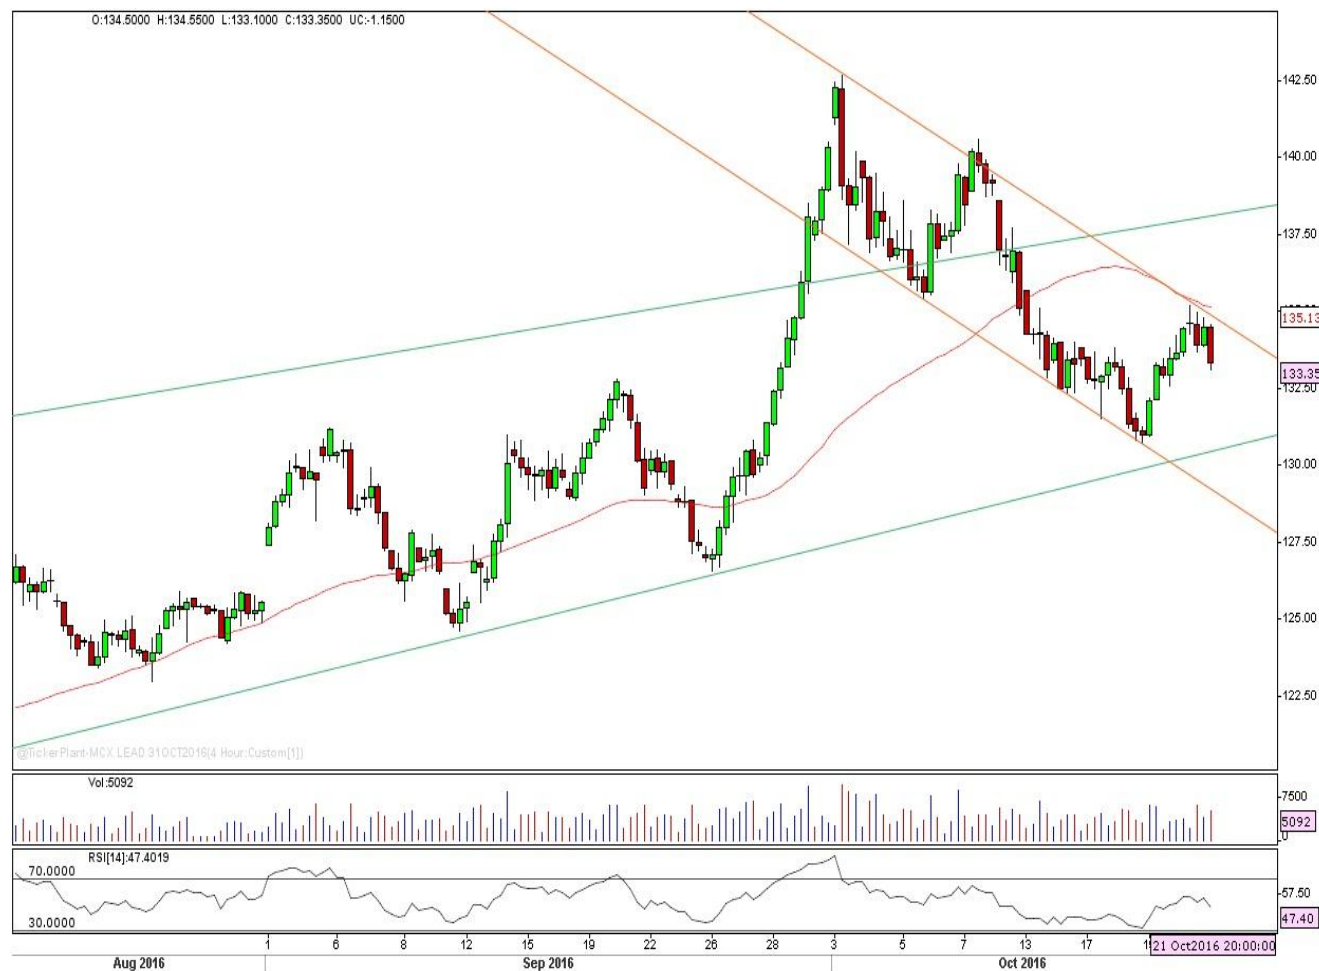 O:134.5000 H:134.5500 L:133.1000 C:133.3500 UC:-1.1500
142.50
140.00
137.50
135.13
133.35
132.50
130.00
127.50
125.00
122.50
@TickerPlant-MCX LEAD 31OCT2016(4 Hour:Custom[1])
Vol:5092
7500
5092
0
RSI[14]:47.4019
70.0000
57.50
47.40
30.0000
1 6 8 12 15 19 22 26 28 3 5 7 13 17
21 Oct2016 20:00:00
Aug 2016 Sep 2016 Oct 2016